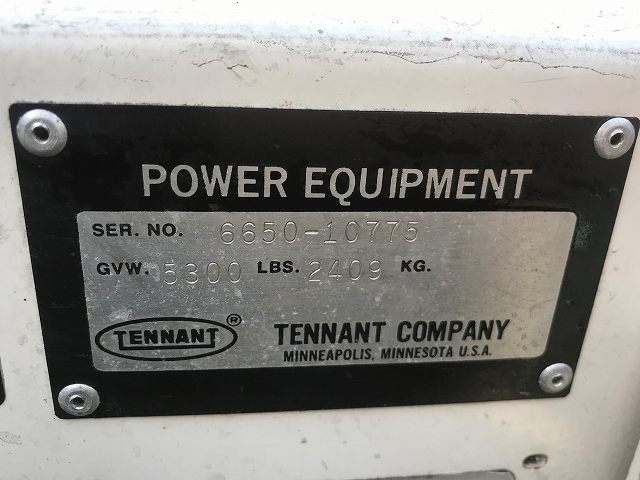 POWER EQUIPMENT
SER. NO. 6650-10775
GVW. 5300 LBS. 2409 KG.
TENNANT ® TENNANT COMPANY
MINNEAPOLIS, MINNESOTA U.S.A.